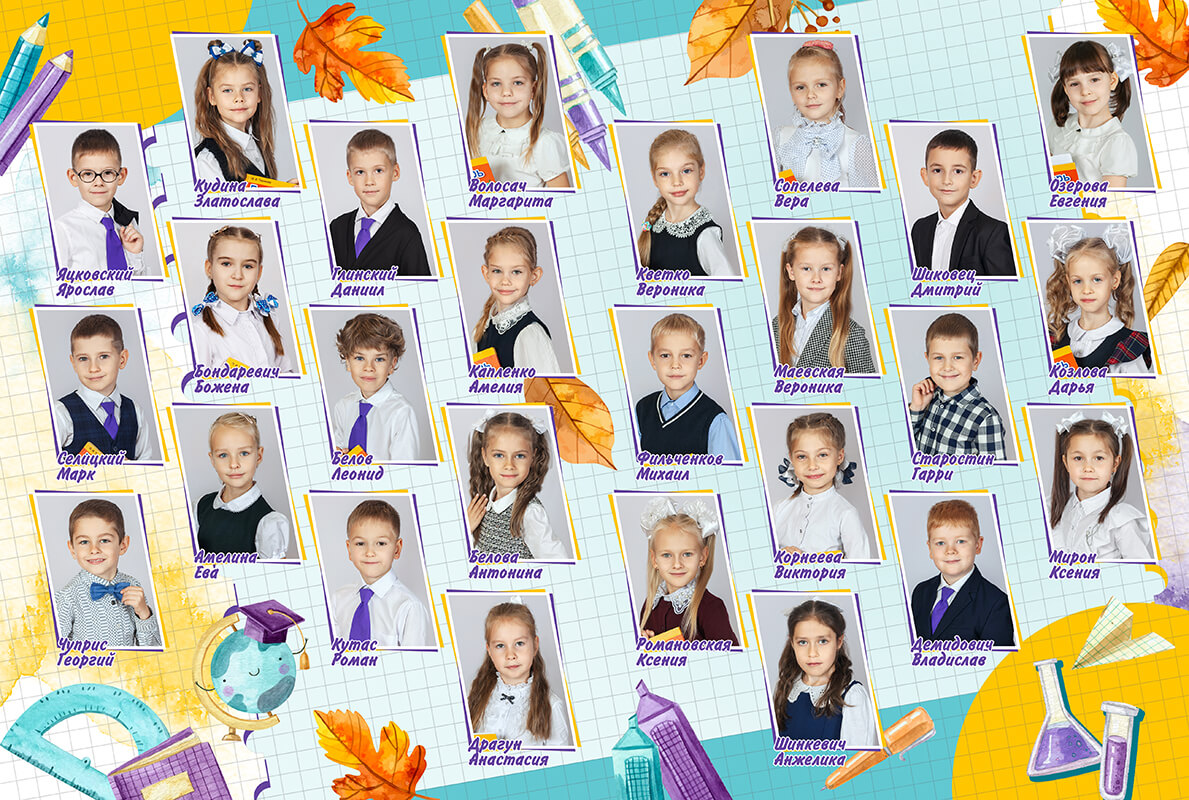 Кудина
Златослава
Волосач
Маргарита
Сопелева
Вера
Озерова
Евгения
Яцковский
Ярослав
Глинский
Даниил
Кветко
Вероника
Шиковец
Дмитрий
Бондаревич
Божена
Капленко
Амелия
Маевская
Вероника
Козлова
Дарья
Селицкий
Марк
Белов
Леонид
Фильченков
Михаил
Старостин
Гарри
Амелина
Ева
Белова
Антонина
Корнеева
Виктория
Мирон
Ксения
Чуприс
Георгий
Кутас
Роман
Романовская
Ксения
Демидович
Владислав
Драгун
Анастасия
Шинкевич
Анжелика